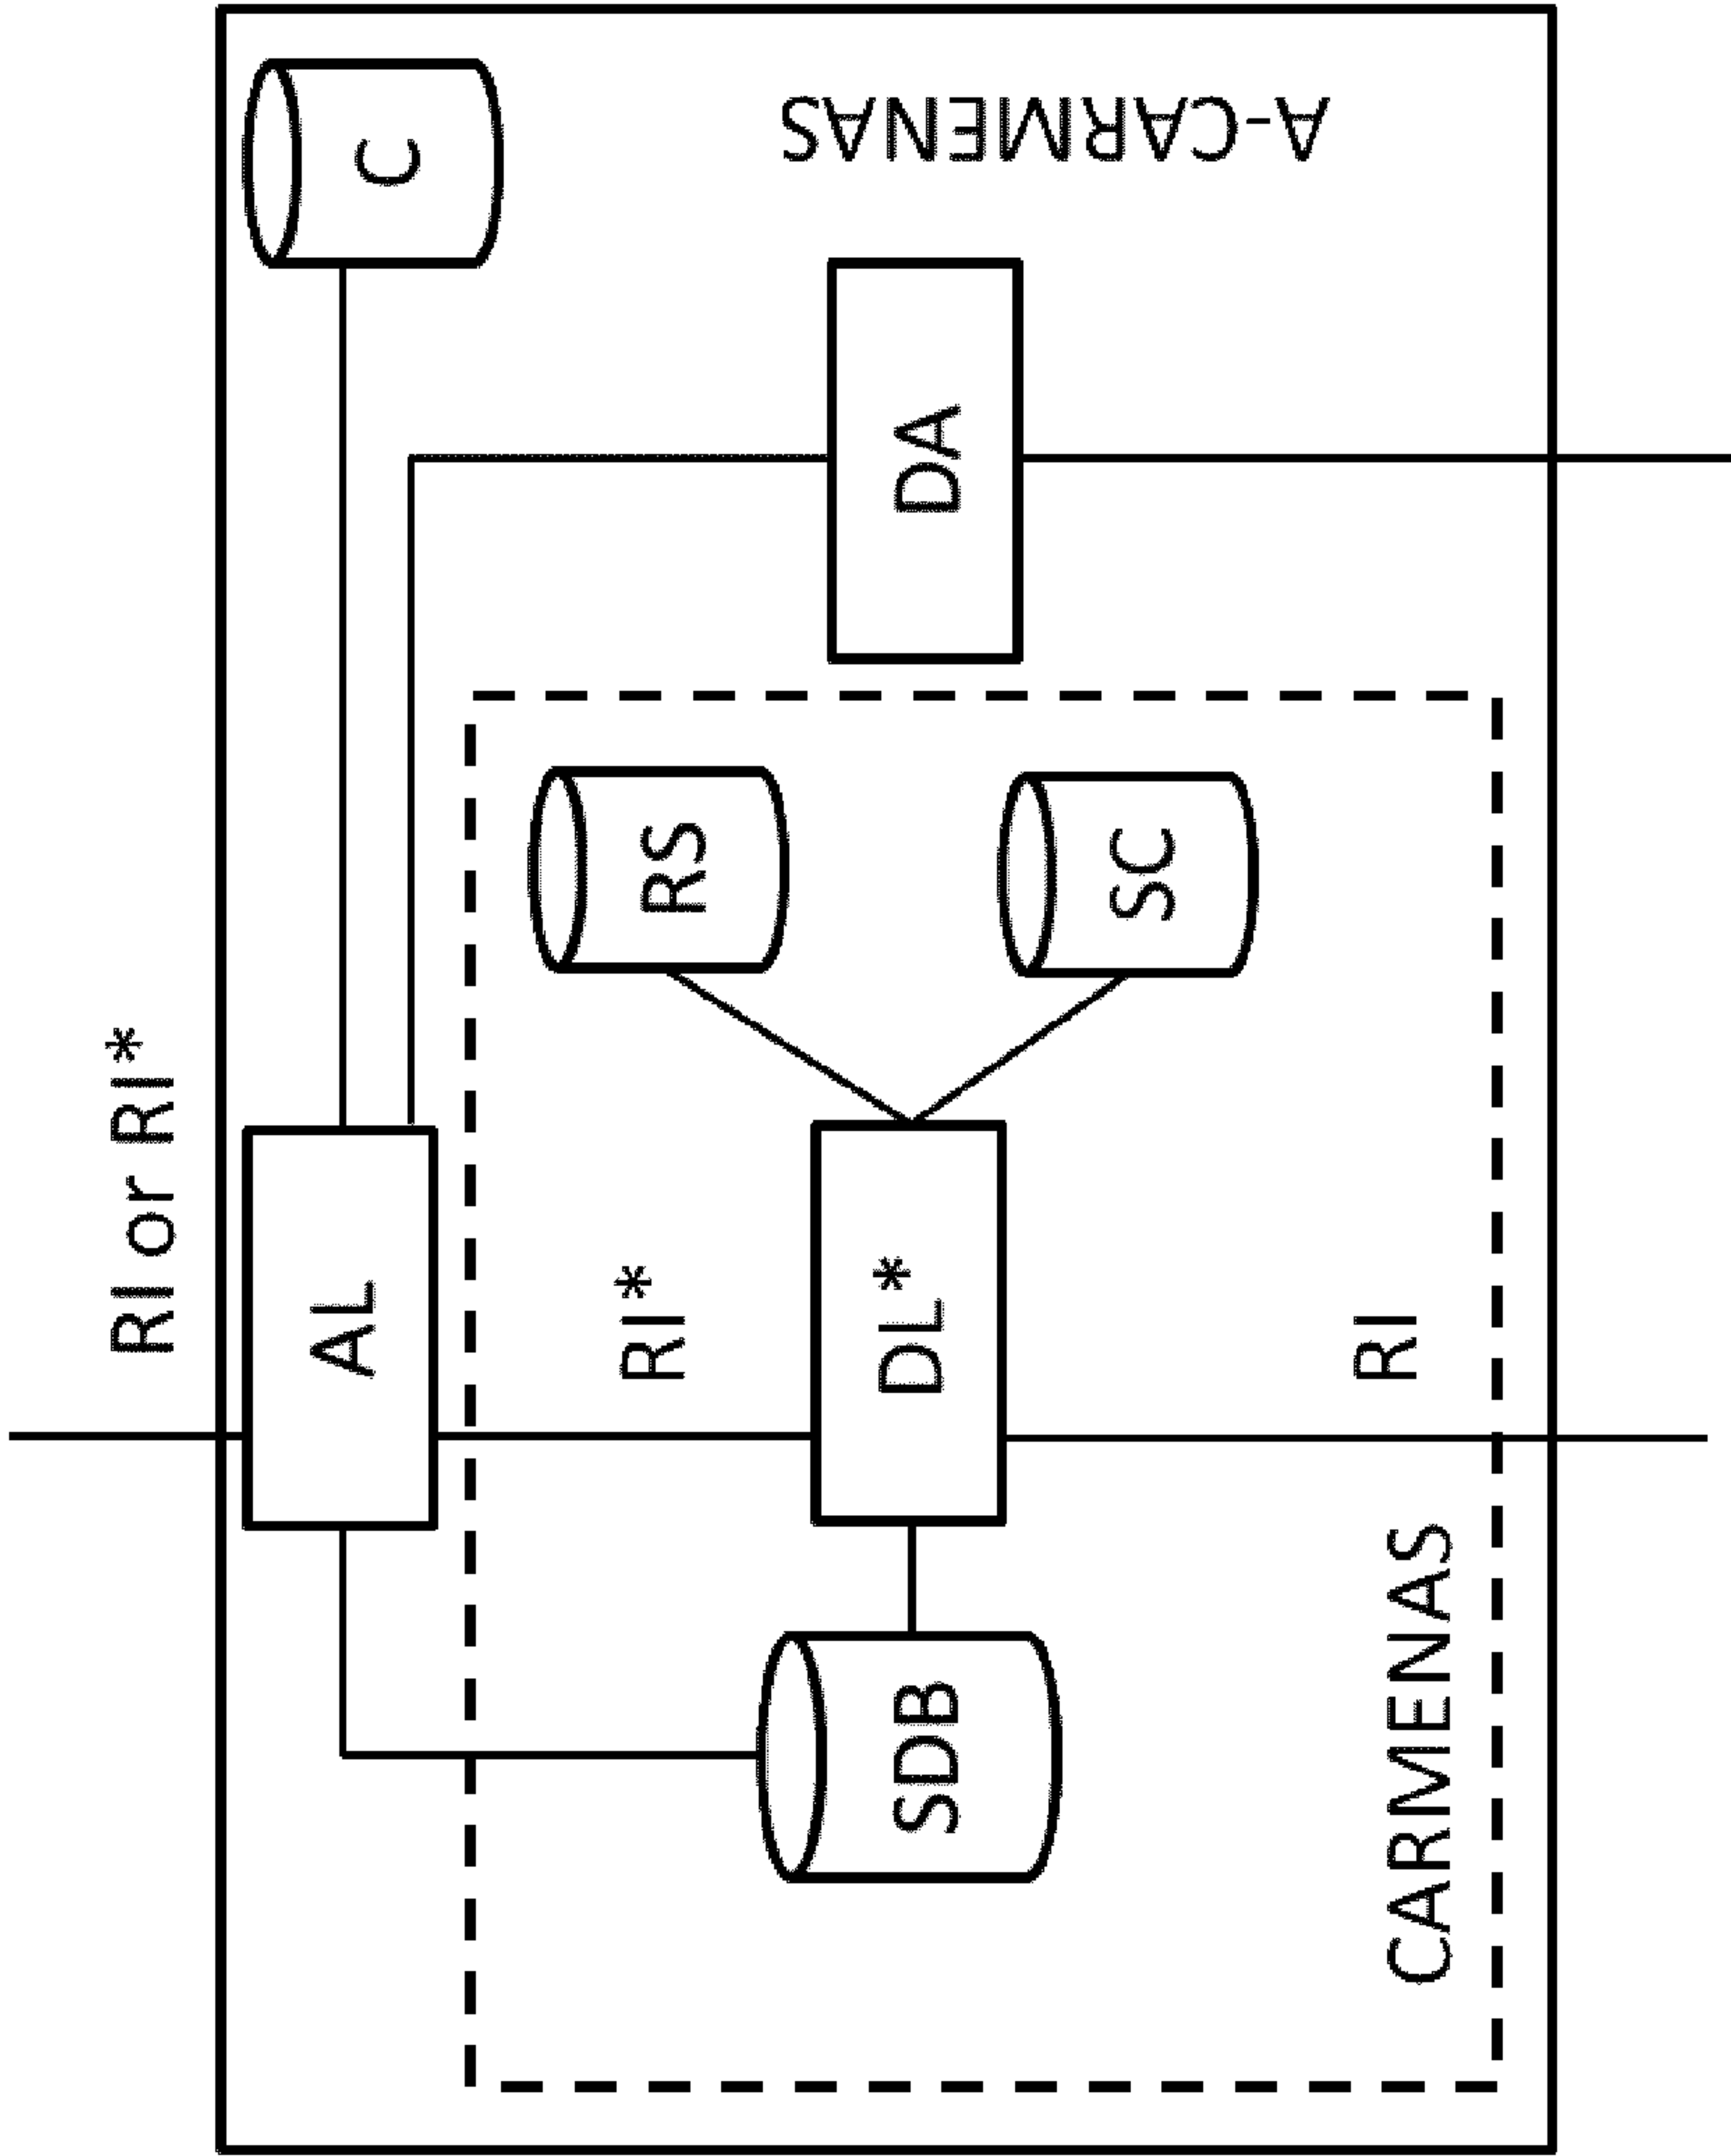 RI or RI*
AL
C
RI*
RS
SDB
DL*
DA
SC
RI
CARMENAS
A-CARMENAS